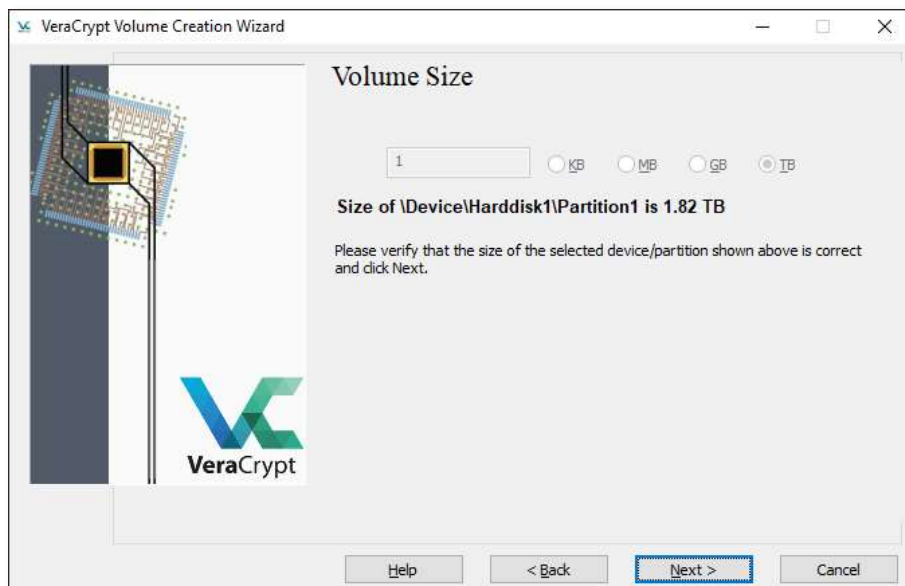 VeraCrypt Volume Creation Wizard
Volume Size
1 KB MB GB TB
Size of \Device\Harddisk1\Partition1 is 1.82 TB
Please verify that the size of the selected device/partition shown above is correct
and click Next.
VeraCrypt
Help < Back Next > Cancel